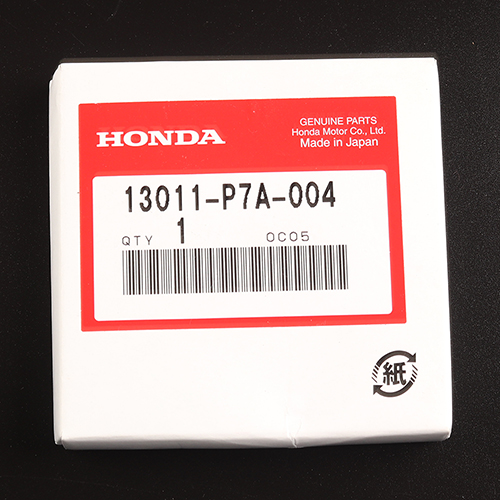 HONDA
GENUINE PARTS
Honda Motor Co., Ltd.
Made in Japan
13011-P7A-004
QTY 1 0C05
紙